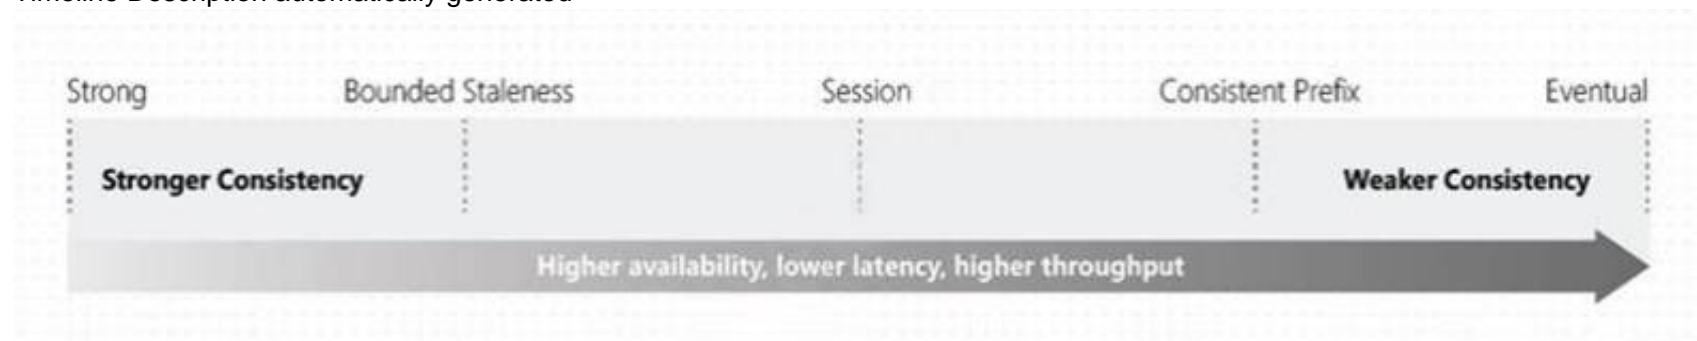 Timeline Description automatically generated
Strong Bounded Staleness Session Consistent Prefix Eventual
Stronger Consistency Weaker Consistency
Higher availability, lower latency, higher throughput